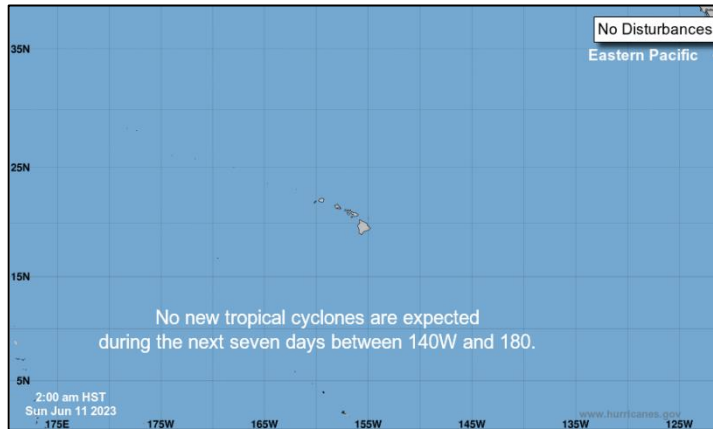 No Disturbances
35N
Eastern Pacific
25N
15N
No new tropical cyclones are expected
during the next seven days between 140W and 180.
5N
2:00 am HST
Sun Jun 11 2023
www.hurricanes.gov
175E 175W 165W 155W 145W 135W 125W